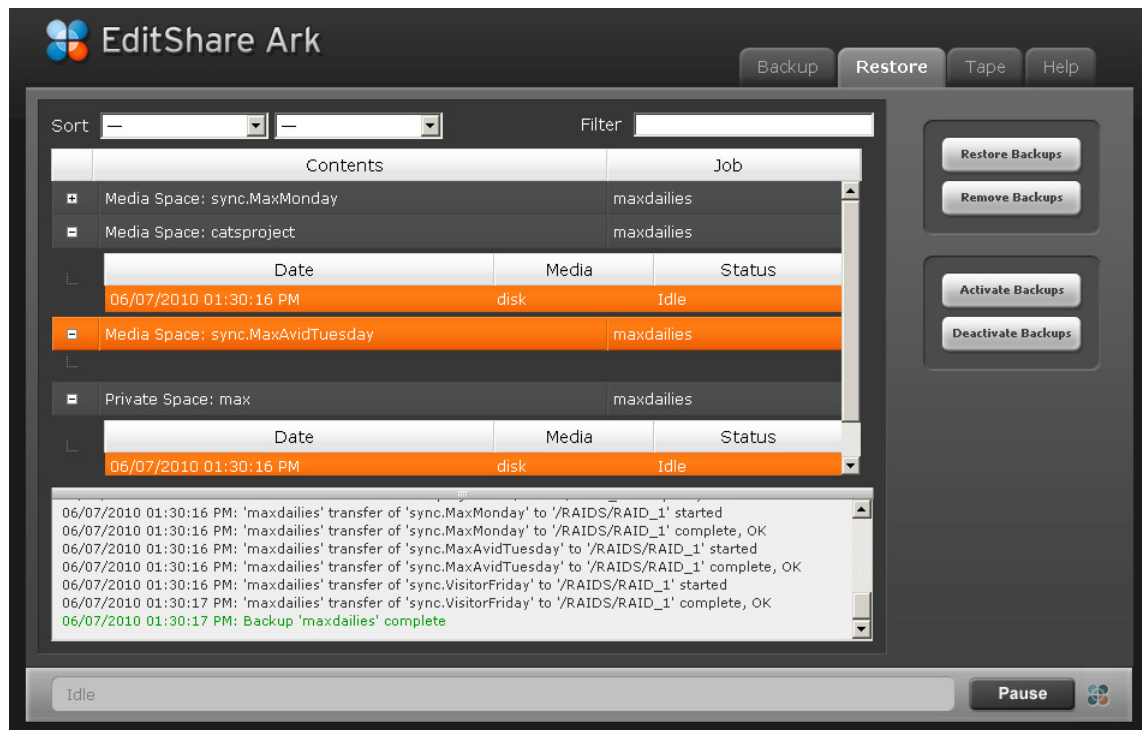 EditShare Ark
Backup Restore Tape Help
Sort — — Filter
Contents Job
Media Space: sync.MaxMonday maxdailies
Media Space: catsproject maxdailies
Date Media Status
06/07/2010 01:30:16 PM disk Idle
Media Space: sync.MaxAvidTuesday maxdailies
Private Space: max maxdailies
Date Media Status
06/07/2010 01:30:16 PM disk Idle
Restore Backups
Remove Backups
Activate Backups
Deactivate Backups
06/07/2010 01:30:16 PM: 'maxdailies' transfer of 'sync.MaxMonday' to '/RAIDS/RAID_1' started
06/07/2010 01:30:16 PM: 'maxdailies' transfer of 'sync.MaxMonday' to '/RAIDS/RAID_1' complete, OK
06/07/2010 01:30:16 PM: 'maxdailies' transfer of 'sync.MaxAvidTuesday' to '/RAIDS/RAID_1' started
06/07/2010 01:30:16 PM: 'maxdailies' transfer of 'sync.MaxAvidTuesday' to '/RAIDS/RAID_1' complete, OK
06/07/2010 01:30:16 PM: 'maxdailies' transfer of 'sync.VisitorFriday' to '/RAIDS/RAID_1' started
06/07/2010 01:30:17 PM: 'maxdailies' transfer of 'sync.VisitorFriday' to '/RAIDS/RAID_1' complete, OK
06/07/2010 01:30:17 PM: Backup 'maxdailies' complete
Idle
Pause